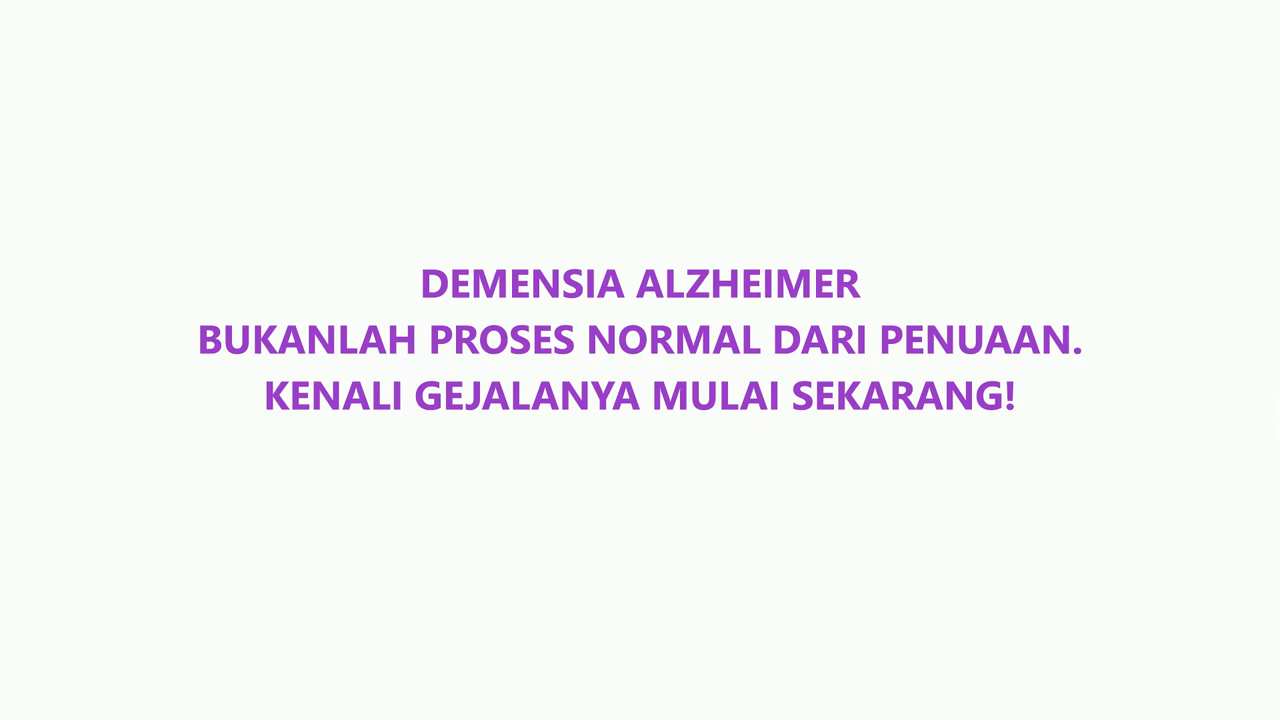 DEMENSIA ALZHEIMER
BUKANLAH PROSES NORMAL DARI PENUAAN.
KENALI GEJALANYA MULAI SEKARANG!